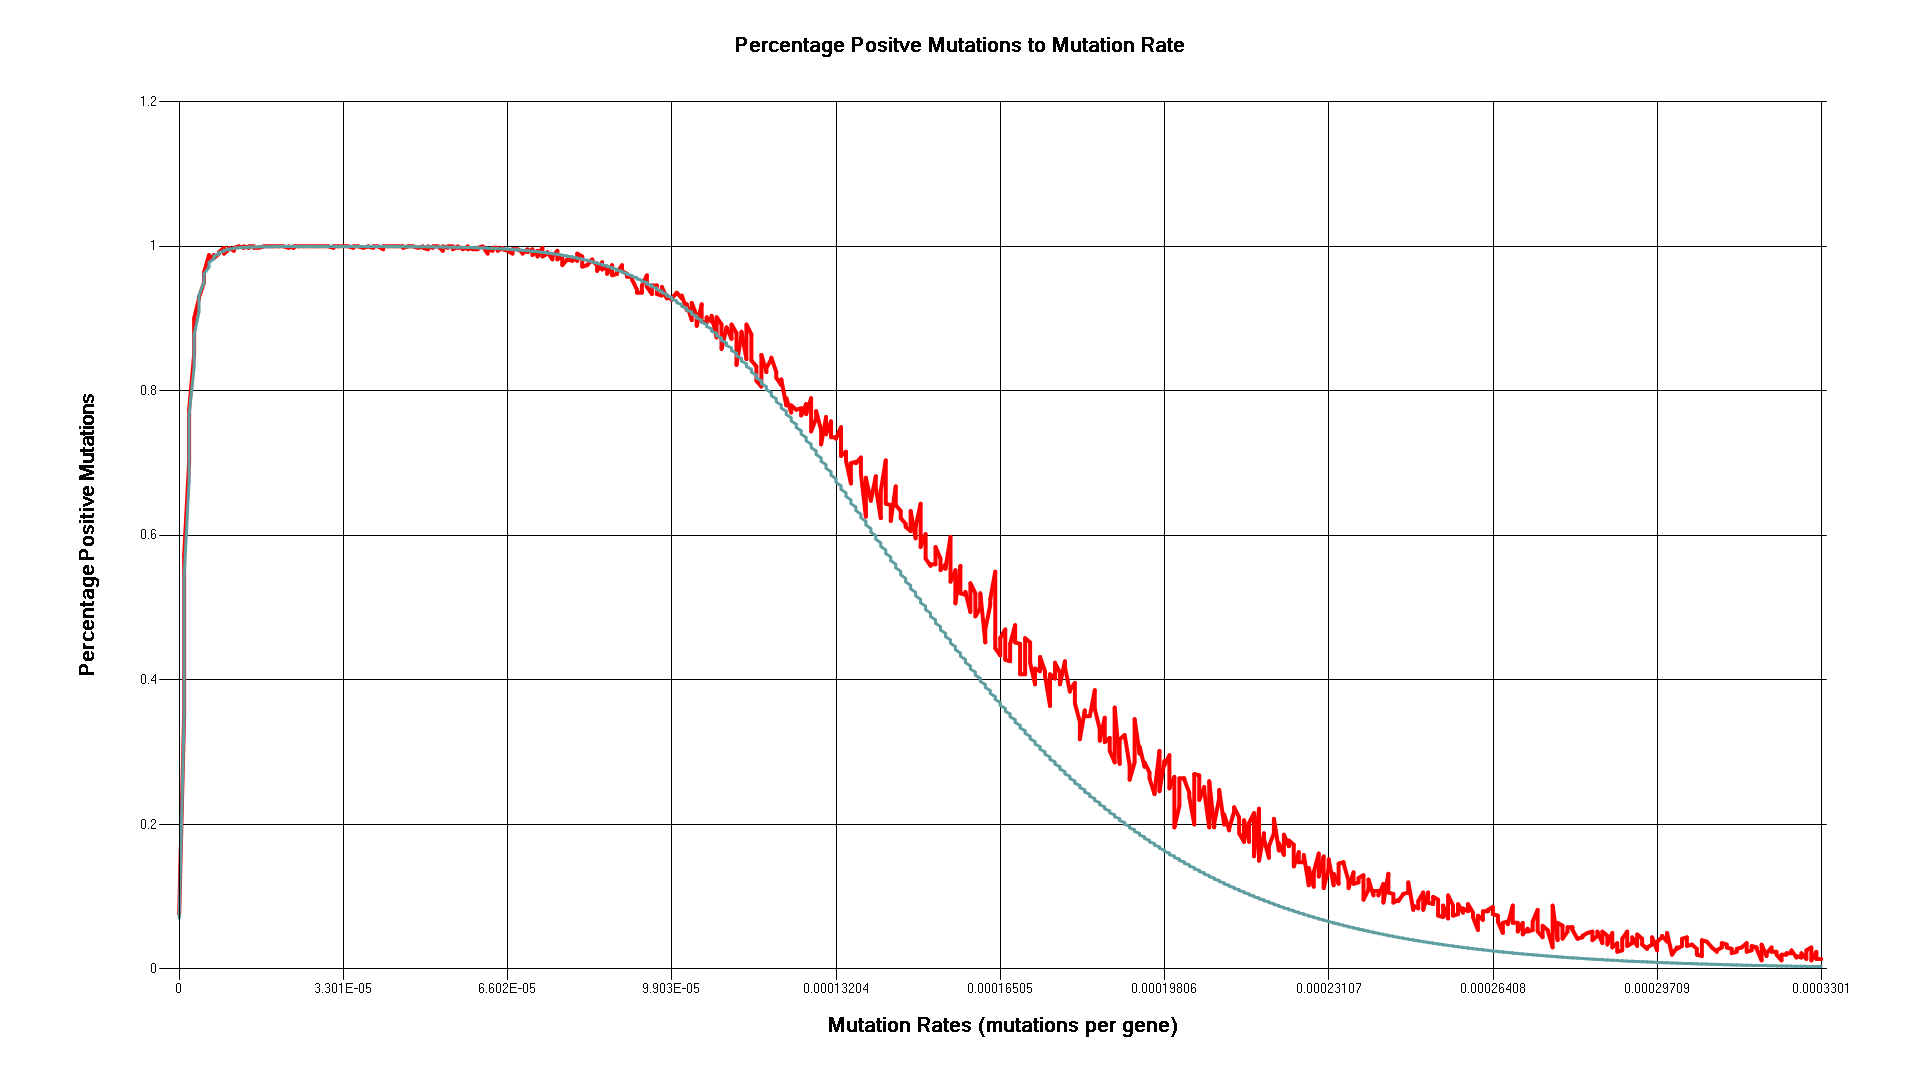 Percentage Positve Mutations to Mutation Rate
Percentage Positive Mutations
1.2
1
0.8
0.6
0.4
0.2
0
0 3.301E-05 6.602E-05 9.903E-05 0.00013204 0.00016505 0.00019806 0.00023107 0.00026408 0.00029709 0.0003301
Mutation Rates (mutations per gene)